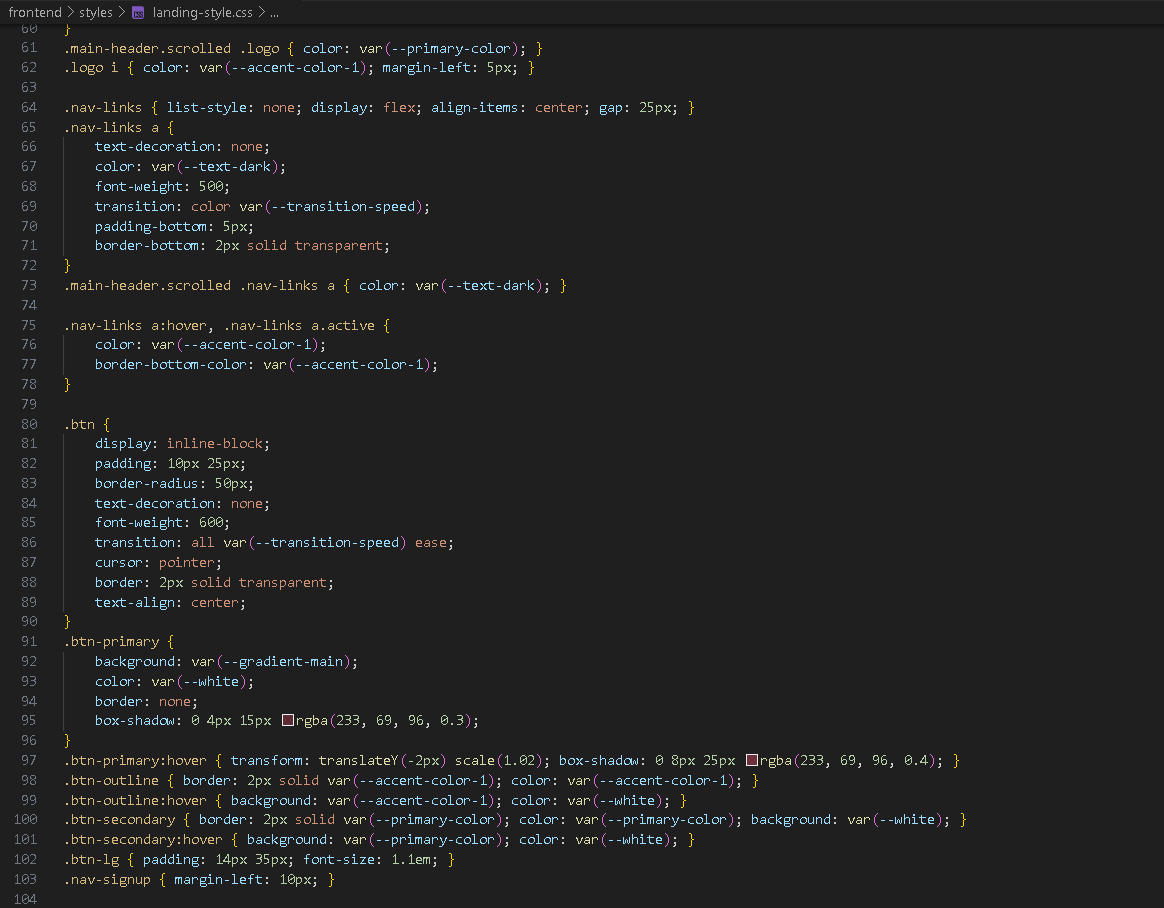 frontend > styles > landing-style.css > ...
60 }
61 .main-header.scrolled .logo { color: var(--primary-color); }
62 .logo i { color: var(--accent-color-1); margin-left: 5px; }
63
64 .nav-links { list-style: none; display: flex; align-items: center; gap: 25px; }
65 .nav-links a {
66     text-decoration: none;
67     color: var(--text-dark);
68     font-weight: 500;
69     transition: color var(--transition-speed);
70     padding-bottom: 5px;
71     border-bottom: 2px solid transparent;
72 }
73 .main-header.scrolled .nav-links a { color: var(--text-dark); }
74
75 .nav-links a:hover, .nav-links a.active {
76     color: var(--accent-color-1);
77     border-bottom-color: var(--accent-color-1);
78 }
79
80 .btn {
81     display: inline-block;
82     padding: 10px 25px;
83     border-radius: 50px;
84     text-decoration: none;
85     font-weight: 600;
86     transition: all var(--transition-speed) ease;
87     cursor: pointer;
88     border: 2px solid transparent;
89     text-align: center;
90 }
91 .btn-primary {
92     background: var(--gradient-main);
93     color: var(--white);
94     border: none;
95     box-shadow: 0 4px 15px rgba(233, 69, 96, 0.3);
96 }
97 .btn-primary:hover { transform: translateY(-2px) scale(1.02); box-shadow: 0 8px 25px rgba(233, 69, 96, 0.4); }
98 .btn-outline { border: 2px solid var(--accent-color-1); color: var(--accent-color-1); }
99 .btn-outline:hover { background: var(--accent-color-1); color: var(--white); }
100 .btn-secondary { border: 2px solid var(--primary-color); color: var(--primary-color); background: var(--white); }
101 .btn-secondary:hover { background: var(--primary-color); color: var(--white); }
102 .btn-lg { padding: 14px 35px; font-size: 1.1em; }
103 .nav-signup { margin-left: 10px; }
104